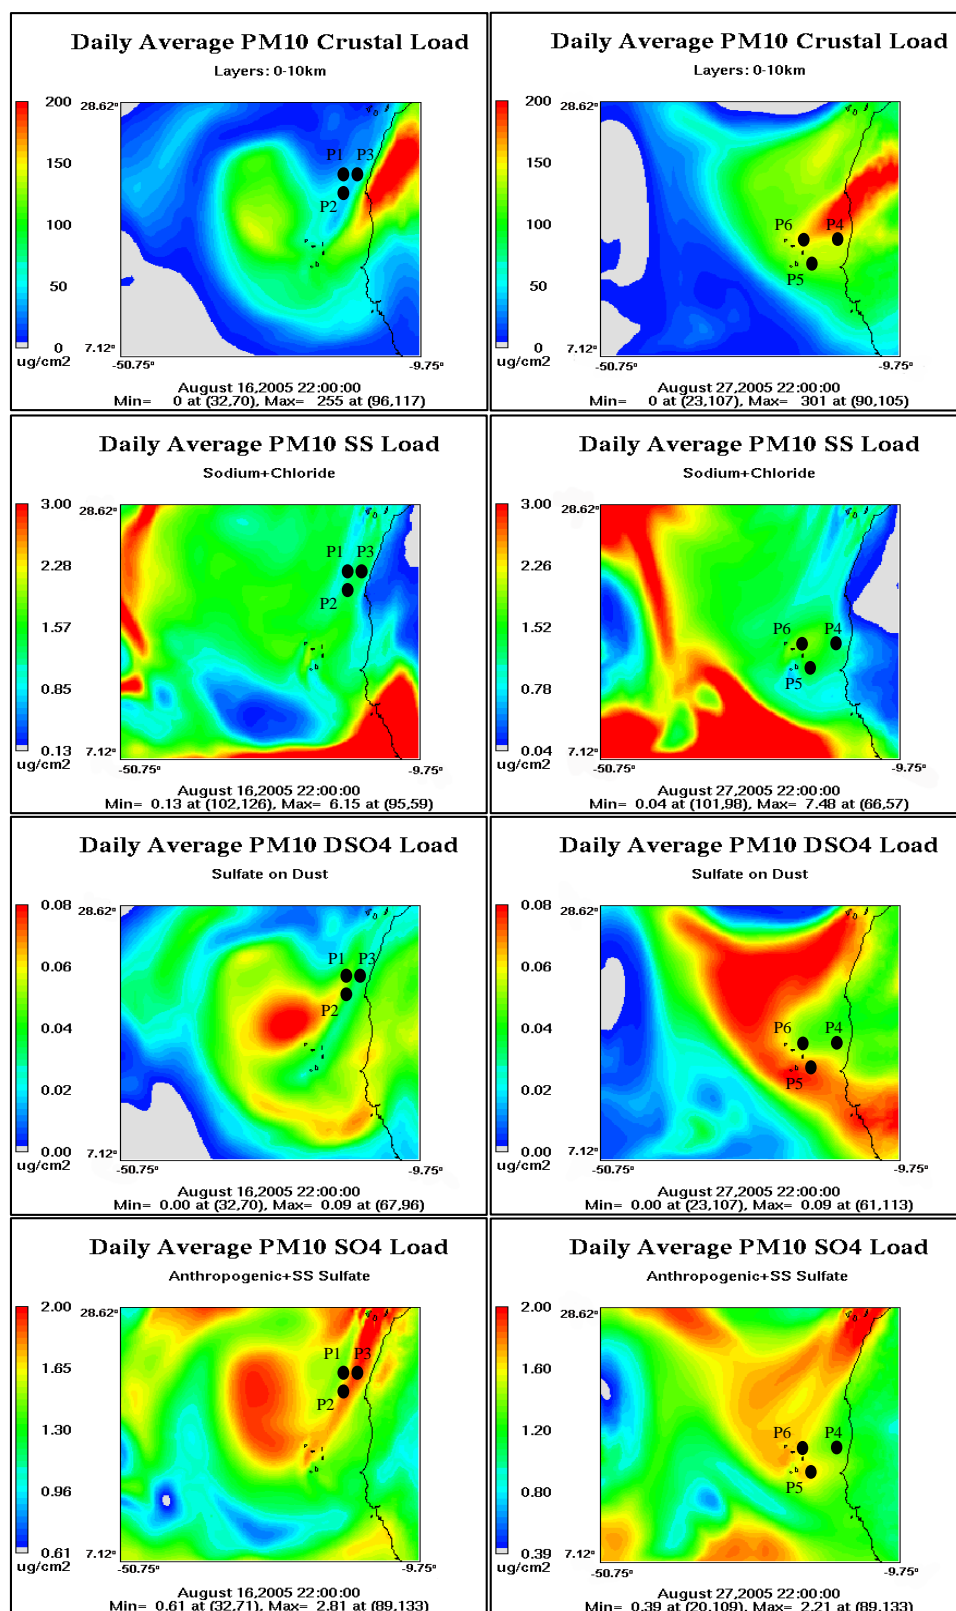 Daily Average PM10 Crustal Load
Layers: 0-10km
200
150
100
50
0
ug/cm2
28.62°
7.12°
-50.75°
-9.75°
P1 P3
P2
August 16,2005 22:00:00
Min= 0 at (32,70), Max= 255 at (96,117)
Daily Average PM10 Crustal Load
Layers: 0-10km
200
150
100
50
0
ug/cm2
28.62°
7.12°
-50.75°
-9.75°
P6 P4
P5
August 27,2005 22:00:00
Min= 0 at (23,107), Max= 301 at (90,105)
Daily Average PM10 SS Load
Sodium+Chloride
3.00
2.26
1.57
0.85
0.13
ug/cm2
28.62°
7.12°
-50.75°
-9.75°
P1 P3
P2
August 16,2005 22:00:00
Min= 0.13 at (102,126), Max= 6.15 at (95,59)
Daily Average PM10 SS Load
Sodium+Chloride
3.00
2.26
1.52
0.78
0.04
ug/cm2
28.62°
7.12°
-50.75°
-9.75°
P6 P4
P5
August 27,2005 22:00:00
Min= 0.04 at (101,98), Max= 7.48 at (66,57)
Daily Average PM10 DSO4 Load
Sulfate on Dust
0.08
0.06
0.04
0.02
0.00
ug/cm2
28.62°
7.12°
-50.75°
-9.75°
P1 P3
P2
August 16,2005 22:00:00
Min= 0.00 at (32,70), Max= 0.09 at (67,96)
Daily Average PM10 DSO4 Load
Sulfate on Dust
0.08
0.06
0.04
0.02
0.00
ug/cm2
28.62°
7.12°
-50.75°
-9.75°
P6 P4
P5
August 27,2005 22:00:00
Min= 0.00 at (23,107), Max= 0.09 at (61,113)
Daily Average PM10 SO4 Load
Anthropogenic+SS Sulfate
2.00
1.65
1.30
0.96
0.61
ug/cm2
28.62°
7.12°
-50.75°
-9.75°
P1 P3
P2
August 16,2005 22:00:00
Min= 0.61 at (32,71), Max= 2.81 at (89,133)
Daily Average PM10 SO4 Load
Anthropogenic+SS Sulfate
2.00
1.60
1.20
0.80
0.39
ug/cm2
28.62°
7.12°
-50.75°
-9.75°
P6 P4
P5
August 27,2005 22:00:00
Min= 0.39 at (20,109), Max= 2.21 at (89,133)